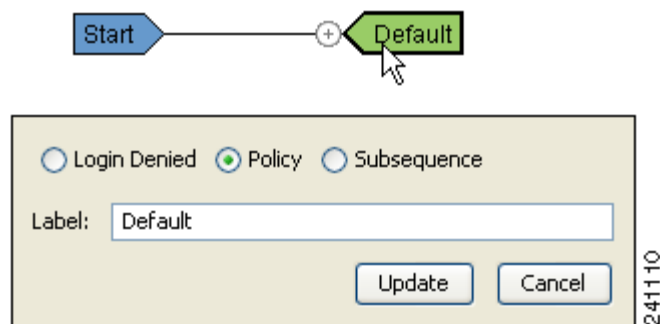 Start
Default
Login Denied Policy Subsequence
Label: Default
Update Cancel
241110